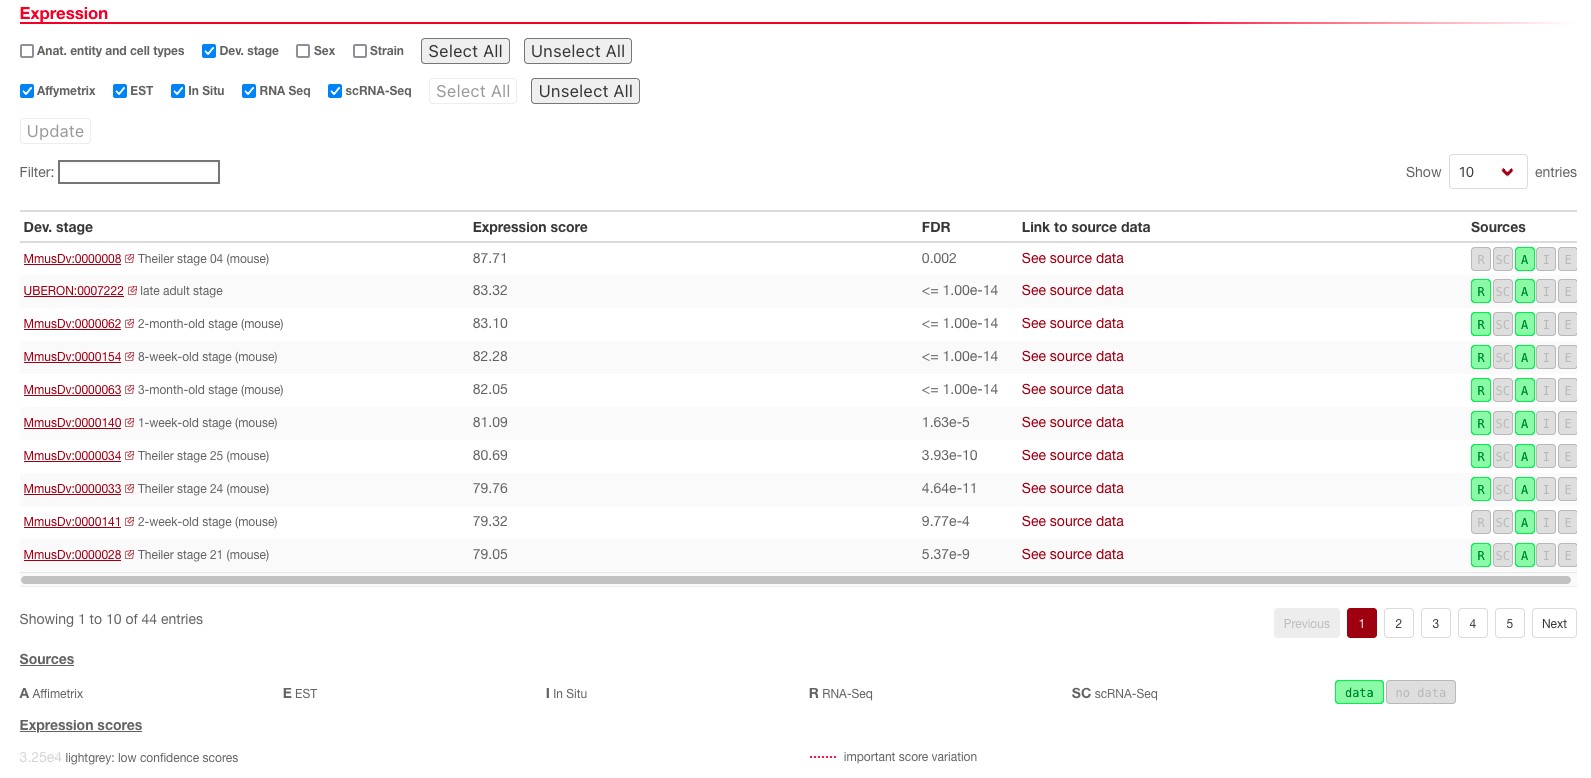 Expression
Anat. entity and cell types Dev. stage Sex Strain Select All Unselect All
Affymetrix EST In Situ RNA Seq scRNA-Seq Select All Unselect All
Update
Filter: Show 10 entries
Dev. stage Expression score FDR Link to source data Sources
MmusDv:0000008 Theiler stage 04 (mouse) 87.71 0.002 See source data R SC A I E
UBERON:0007222 late adult stage 83.32 <= 1.00e-14 See source data R SC A I E
MmusDv:0000062 2-month-old stage (mouse) 83.10 <= 1.00e-14 See source data R SC A I E
MmusDv:0000154 8-week-old stage (mouse) 82.28 <= 1.00e-14 See source data R SC A I E
MmusDv:0000063 3-month-old stage (mouse) 82.05 <= 1.00e-14 See source data R SC A I E
MmusDv:0000140 1-week-old stage (mouse) 81.09 1.63e-5 See source data R SC A I E
MmusDv:0000034 Theiler stage 25 (mouse) 80.69 3.93e-10 See source data R SC A I E
MmusDv:0000033 Theiler stage 24 (mouse) 79.76 4.64e-11 See source data R SC A I E
MmusDv:0000141 2-week-old stage (mouse) 79.32 9.77e-4 See source data R SC A I E
MmusDv:0000028 Theiler stage 21 (mouse) 79.05 5.37e-9 See source data R SC A I E
Showing 1 to 10 of 44 entries Previous 1 2 3 4 5 Next
Sources
A Affimetrix E EST I In Situ R RNA-Seq SC scRNA-Seq data no data
Expression scores
3.25e4 lightgrey: low confidence scores important score variation